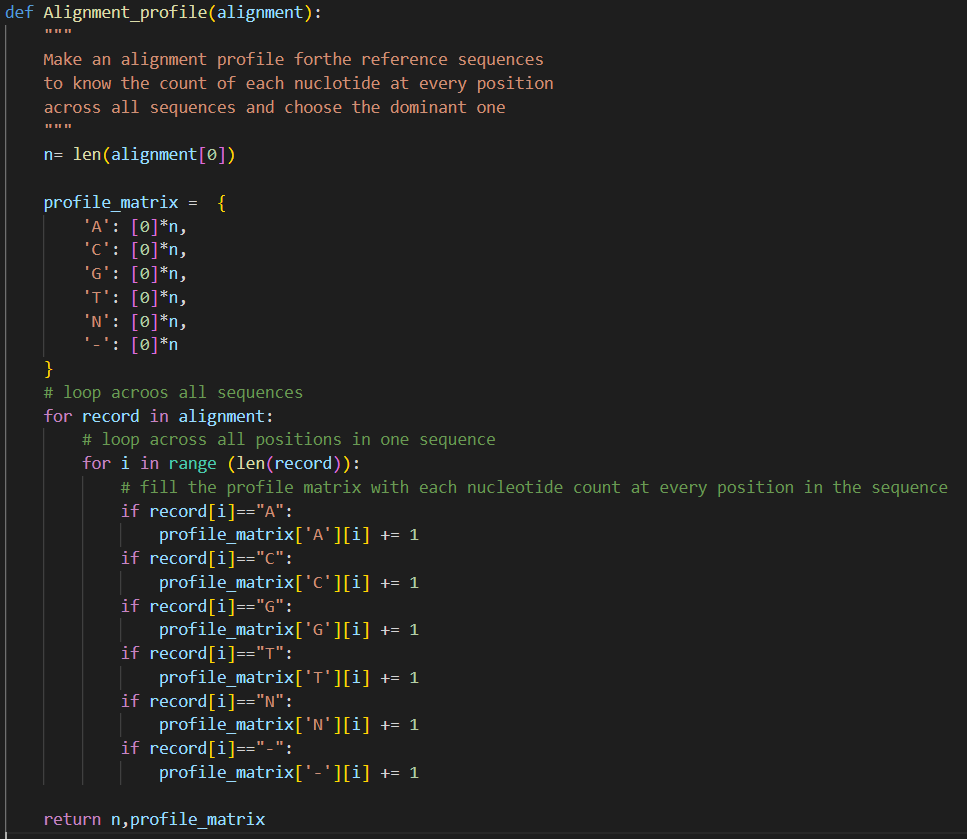 def Alignment_profile(alignment):
    """
    Make an alignment profile forthe reference sequences
    to know the count of each nuclotide at every position
    across all sequences and choose the dominant one
    """
    n= len(alignment[0])
    profile_matrix =  {
        'A': [0]*n,
        'C': [0]*n,
        'G': [0]*n,
        'T': [0]*n,
        'N': [0]*n,
        '-': [0]*n
    }
    # loop acroos all sequences
    for record in alignment:
        # loop across all positions in one sequence
        for i in range (len(record)):
            # fill the profile matrix with each nucleotide count at every position in the sequence
            if record[i]=="A":
                profile_matrix['A'][i] += 1
            if record[i]=="C":
                profile_matrix['C'][i] += 1
            if record[i]=="G":
                profile_matrix['G'][i] += 1
            if record[i]=="T":
                profile_matrix['T'][i] += 1
            if record[i]=="N":
                profile_matrix['N'][i] += 1
            if record[i]=="-":
                profile_matrix['-'][i] += 1
    return n,profile_matrix